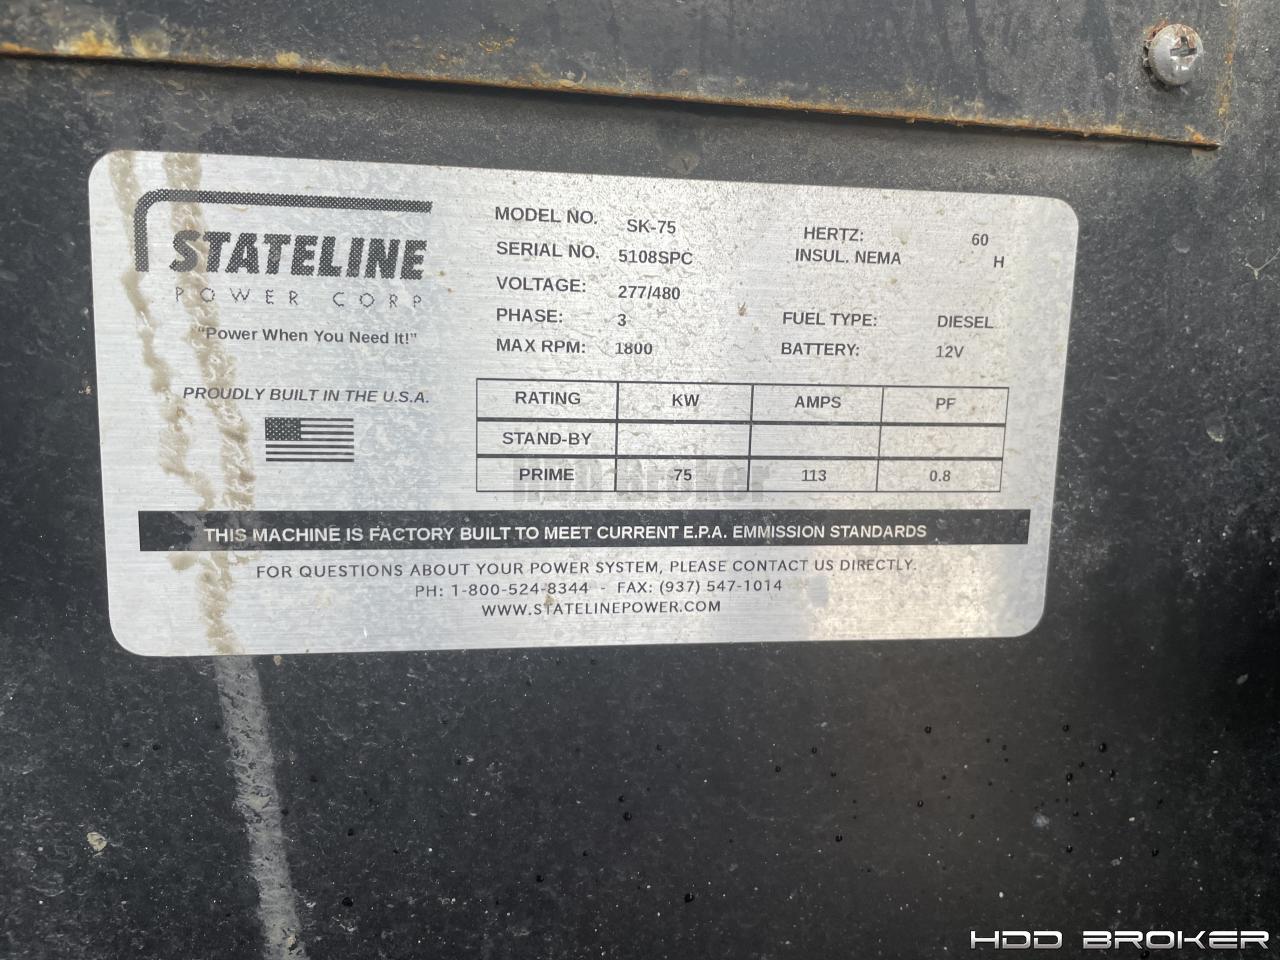 STATELINE
POWER CORP
"Power When You Need It!"
PROUDLY BUILT IN THE U.S.A.
MODEL NO. SK-75
SERIAL NO. 5108SPC
VOLTAGE: 277/480
PHASE: 3
MAX RPM: 1800
HERTZ: 60
INSUL. NEMA H
FUEL TYPE: DIESEL
BATTERY: 12V
RATING KW AMPS PF
STAND-BY
PRIME 75 113 0.8
HDD Broker
THIS MACHINE IS FACTORY BUILT TO MEET CURRENT E.P.A. EMMISSION STANDARDS
FOR QUESTIONS ABOUT YOUR POWER SYSTEM, PLEASE CONTACT US DIRECTLY.
PH: 1-800-524-8344 - FAX: (937) 547-1014
WWW.STATELINEPOWER.COM
HDD BROKER